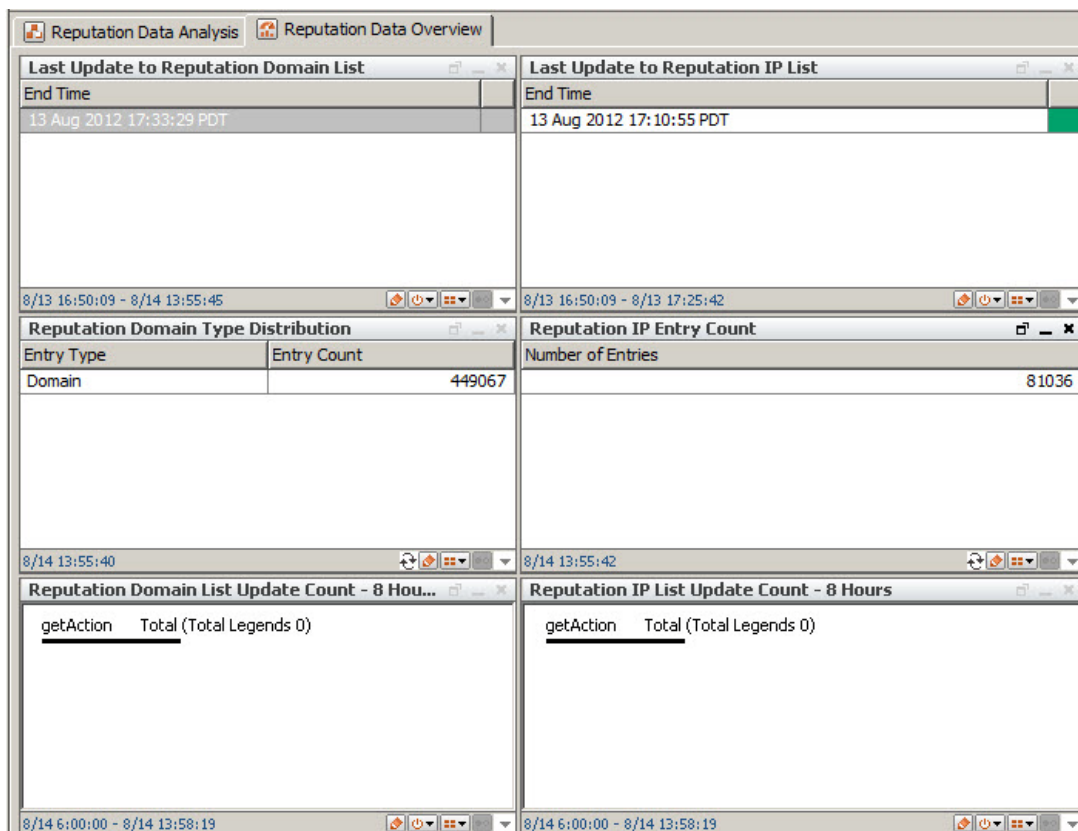 Reputation Data Analysis Reputation Data Overview
Last Update to Reputation Domain List
End Time
13 Aug 2012 17:33:29 PDT
8/13 16:50:09 - 8/14 13:55:45
Last Update to Reputation IP List
End Time
13 Aug 2012 17:10:55 PDT
8/13 16:50:09 - 8/13 17:25:42
Reputation Domain Type Distribution
Entry Type Entry Count
Domain 449067
8/14 13:55:40
Reputation IP Entry Count
Number of Entries
81036
8/14 13:55:42
Reputation Domain List Update Count - 8 Hou...
getAction Total (Total Legends 0)
8/14 6:00:00 - 8/14 13:58:19
Reputation IP List Update Count - 8 Hours
getAction Total (Total Legends 0)
8/14 6:00:00 - 8/14 13:58:19